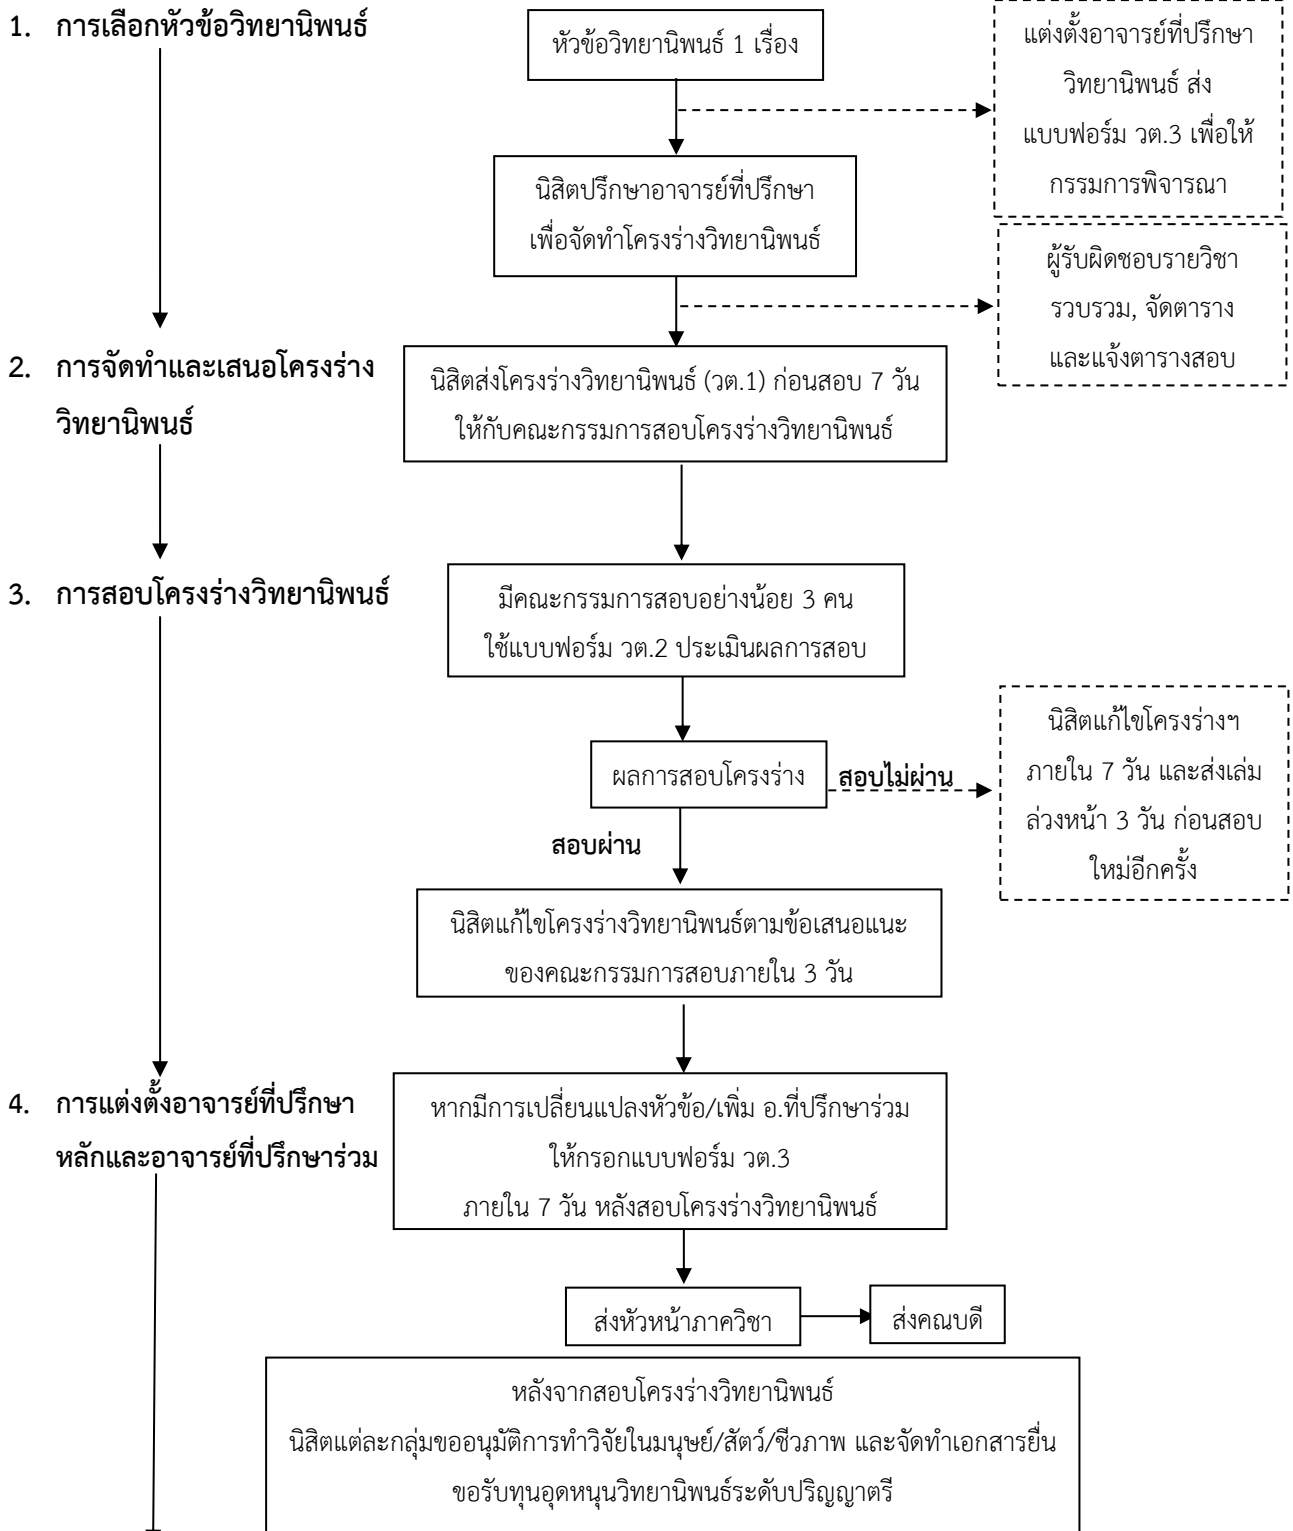 1. การเลือกหัวข้อวิทยานิพนธ์
หัวข้อวิทยานิพนธ์ 1 เรื่อง
แต่งตั้งอาจารย์ที่ปรึกษา
วิทยานิพนธ์ ส่ง
แบบฟอร์ม วต.3 เพื่อให้
กรรมการพิจารณา
นิสิตปรึกษาอาจารย์ที่ปรึกษา
เพื่อจัดทำโครงร่างวิทยานิพนธ์
ผู้รับผิดชอบรายวิชา
รวบรวม, จัดตาราง
และแจ้งตารางสอบ
2. การจัดทำและเสนอโครงร่าง
วิทยานิพนธ์
นิสิตส่งโครงร่างวิทยานิพนธ์ (วต.1) ก่อนสอบ 7 วัน
ให้กับคณะกรรมการสอบโครงร่างวิทยานิพนธ์
3. การสอบโครงร่างวิทยานิพนธ์
มีคณะกรรมการสอบอย่างน้อย 3 คน
ใช้แบบฟอร์ม วต.2 ประเมินผลการสอบ
ผลการสอบโครงร่าง
สอบไม่ผ่าน
นิสิตแก้ไขโครงร่างฯ
ภายใน 7 วัน และส่งเล่ม
ล่วงหน้า 3 วัน ก่อนสอบ
ใหม่อีกครั้ง
สอบผ่าน
นิสิตแก้ไขโครงร่างวิทยานิพนธ์ตามข้อเสนอแนะ
ของคณะกรรมการสอบภายใน 3 วัน
4. การแต่งตั้งอาจารย์ที่ปรึกษา
หลักและอาจารย์ที่ปรึกษาร่วม
หากมีการเปลี่ยนแปลงหัวข้อ/เพิ่ม อ.ที่ปรึกษาร่วม
ให้กรอกแบบฟอร์ม วต.3
ภายใน 7 วัน หลังสอบโครงร่างวิทยานิพนธ์
ส่งหัวหน้าภาควิชา
ส่งคณบดี
หลังจากสอบโครงร่างวิทยานิพนธ์
นิสิตแต่ละกลุ่มขออนุมัติการทำวิจัยในมนุษย์/สัตว์/ชีวภาพ และจัดทำเอกสารยื่น
ขอรับทุนอุดหนุนวิทยานิพนธ์ระดับปริญญาตรี